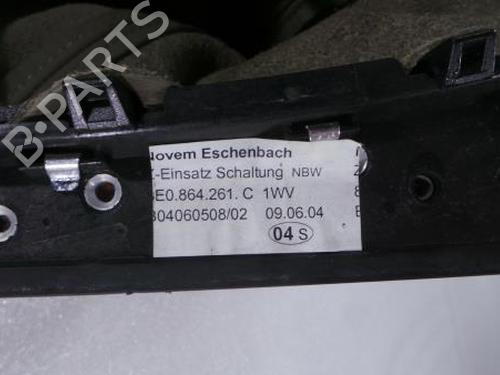 B-PARTS
Novem Eschenbach
-Einsatz Schaltung NBW
E0.864.261. C 1WV
304060508/02 09.06.04
04 S